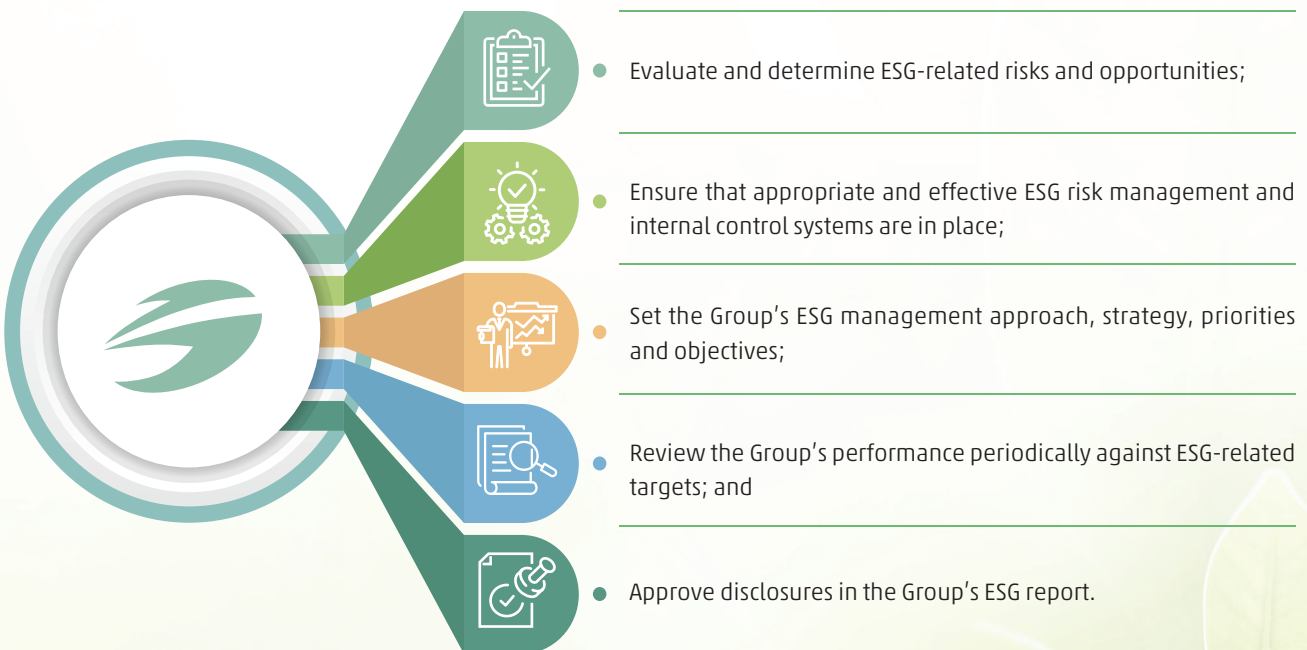 Evaluate and determine ESG-related risks and opportunities;
Ensure that appropriate and effective ESG risk management and
internal control systems are in place;
Set the Group's ESG management approach, strategy, priorities
and objectives;
Review the Group's performance periodically against ESG-related
targets; and
Approve disclosures in the Group's ESG report.